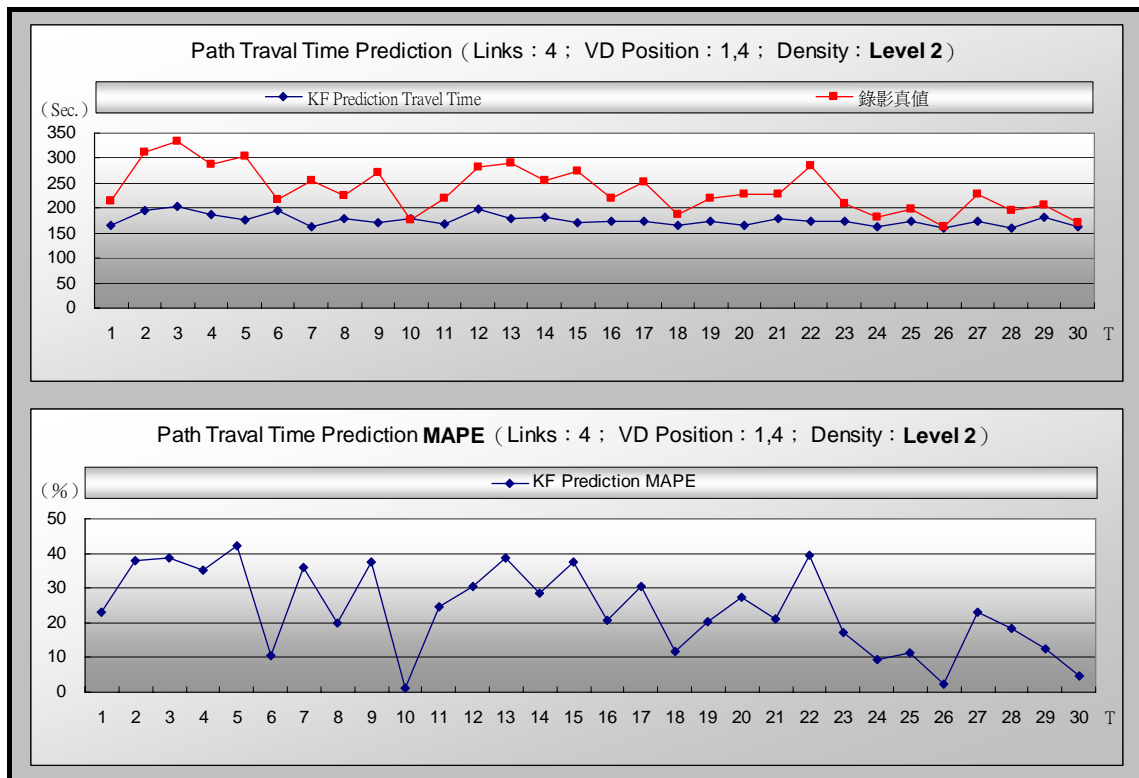 Path Traval Time Prediction（Links：4； VD Position：1,4； Density：Level 2）
KF Prediction Travel Time 錄影真值
（Sec.）
350
300
250
200
150
100
50
0
1 2 3 4 5 6 7 8 9 10 11 12 13 14 15 16 17 18 19 20 21 22 23 24 25 26 27 28 29 30 T
Path Traval Time Prediction MAPE（Links：4； VD Position：1,4； Density：Level 2）
KF Prediction MAPE
（%）
50
40
30
20
10
0
1 2 3 4 5 6 7 8 9 10 11 12 13 14 15 16 17 18 19 20 21 22 23 24 25 26 27 28 29 30 T